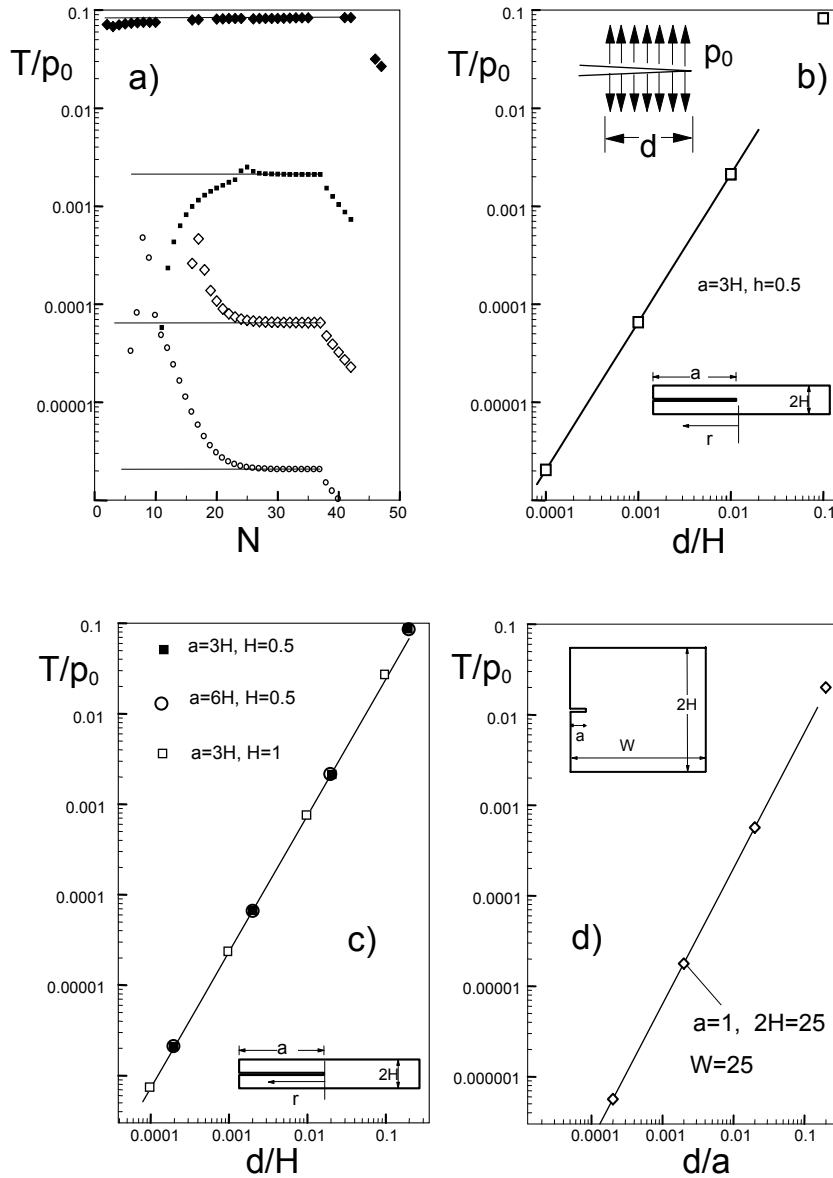 0.1
T/p0
0.01
0.001
0.0001
0.00001
0
10
20
30
40
50
N
a)
0.1
T/p0
0.01
0.001
0.0001
0.00001
0.0001
0.001
0.01
0.1
d/H
b)
p0
d
a=3H, h=0.5
a
2H
r
0.1
T/p0
0.01
0.001
0.0001
0.00001
0.0001
0.001
0.01
0.1
d/H
a=3H, H=0.5
a=6H, H=0.5
a=3H, H=1
c)
a
2H
r
0.1
T/p0
0.01
0.001
0.0001
0.00001
0.000001
0.0001
0.001
0.01
0.1
d/a
2H
a
W
d)
a=1, 2H=25
W=25